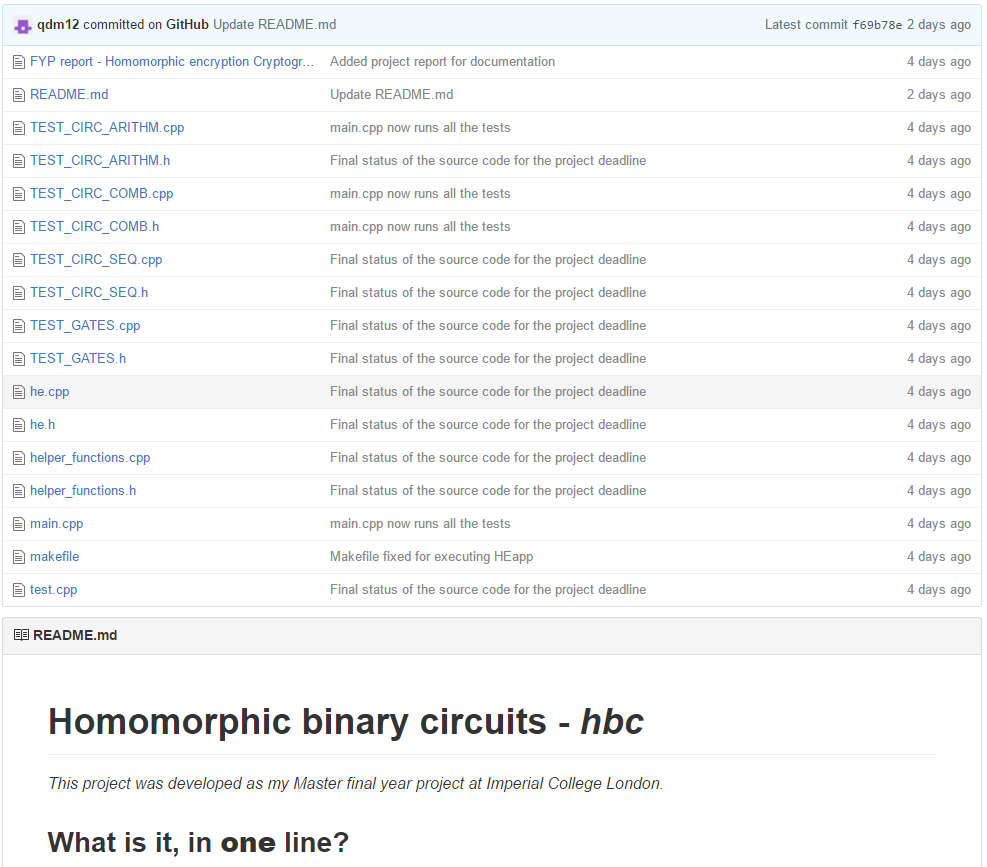 qdm12 committed on GitHub Update README.md Latest commit f69b78e 2 days ago
FYP report - Homomorphic encryption Cryptogr... Added project report for documentation 4 days ago
README.md Update README.md 2 days ago
TEST_CIRC_ARITHM.cpp main.cpp now runs all the tests 4 days ago
TEST_CIRC_ARITHM.h Final status of the source code for the project deadline 4 days ago
TEST_CIRC_COMB.cpp main.cpp now runs all the tests 4 days ago
TEST_CIRC_COMB.h main.cpp now runs all the tests 4 days ago
TEST_CIRC_SEQ.cpp Final status of the source code for the project deadline 4 days ago
TEST_CIRC_SEQ.h Final status of the source code for the project deadline 4 days ago
TEST_GATES.cpp Final status of the source code for the project deadline 4 days ago
TEST_GATES.h Final status of the source code for the project deadline 4 days ago
he.cpp Final status of the source code for the project deadline 4 days ago
he.h Final status of the source code for the project deadline 4 days ago
helper_functions.cpp Final status of the source code for the project deadline 4 days ago
helper_functions.h Final status of the source code for the project deadline 4 days ago
main.cpp main.cpp now runs all the tests 4 days ago
makefile Makefile fixed for executing HEapp 4 days ago
test.cpp Final status of the source code for the project deadline 4 days ago
README.md
Homomorphic binary circuits - hbc
This project was developed as my Master final year project at Imperial College London.
What is it, in one line?